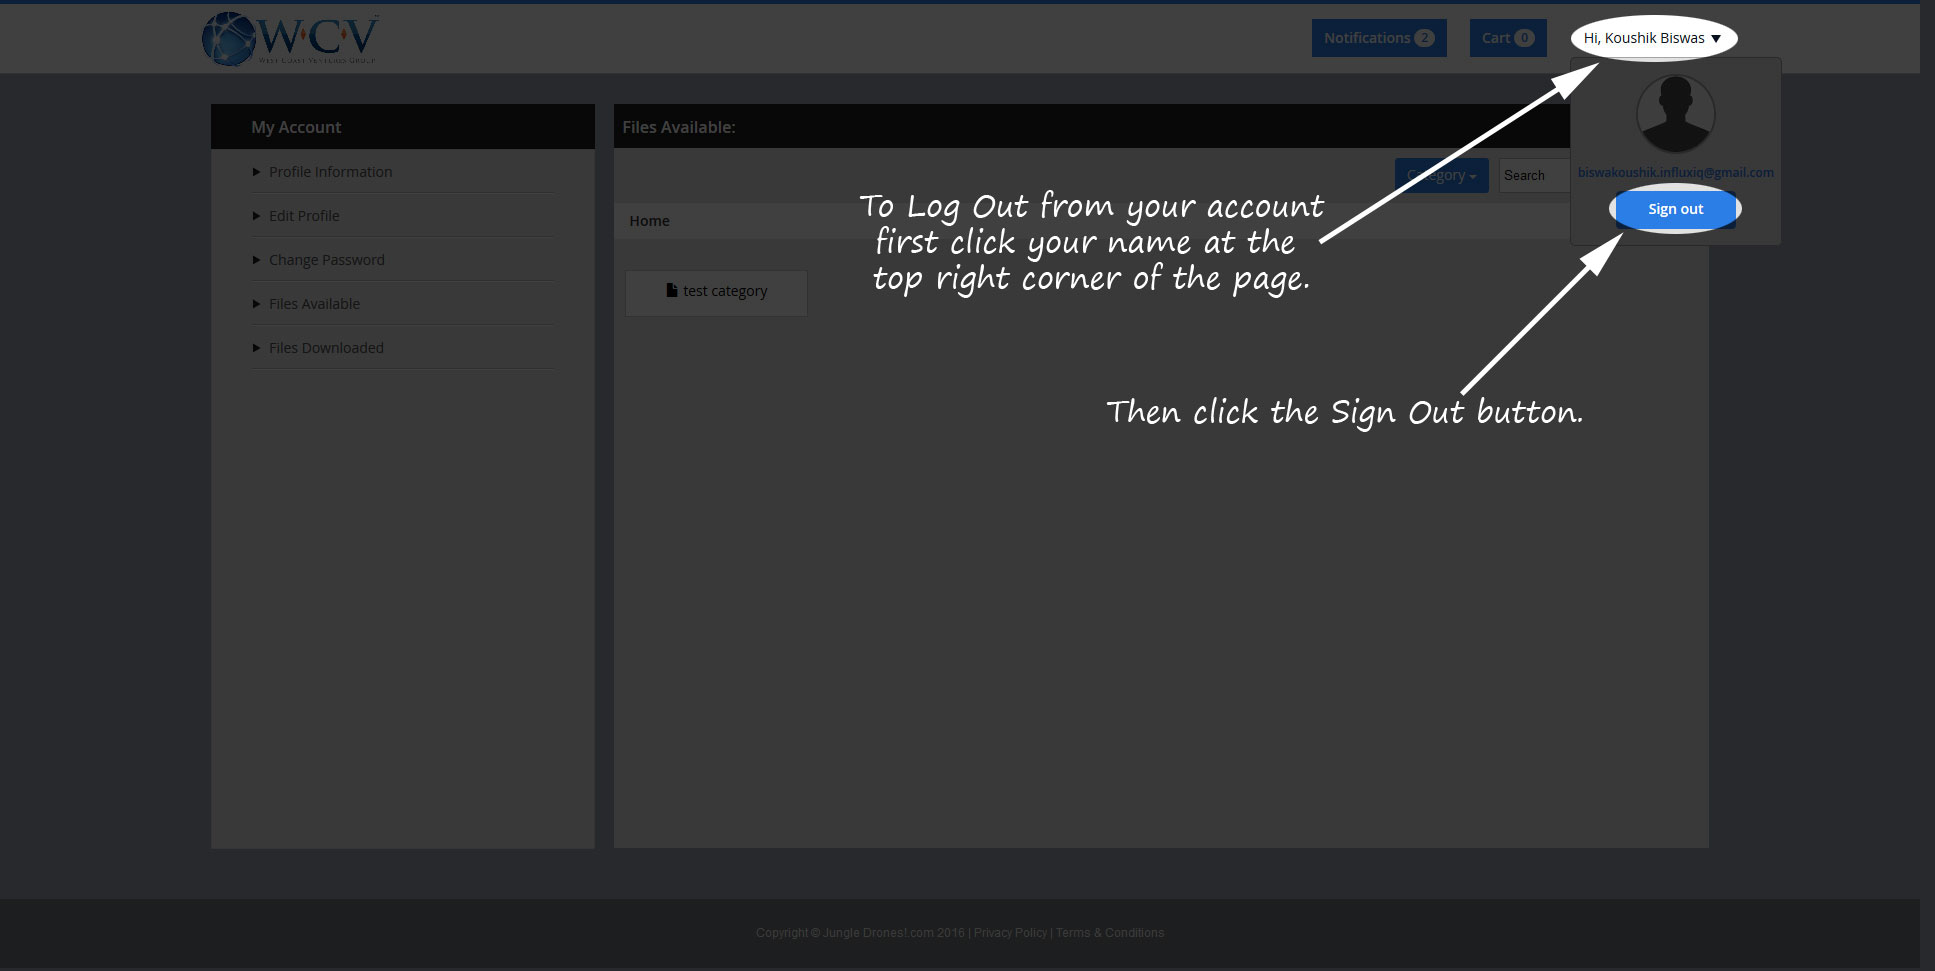 W·C·V
West Coast Ventures Group
Notifications 2
Cart 0
Hi, Koushik Biswas
My Account
Profile Information
Edit Profile
Change Password
Files Available
Files Downloaded
Files Available:
Category
Search
Home
test category
biswakoushik.influxiq@gmail.com
Sign out
To Log Out from your account
first click your name at the
top right corner of the page.
Then click the Sign Out button.
Copyright © Jungle Drones!.com 2016 | Privacy Policy | Terms & Conditions